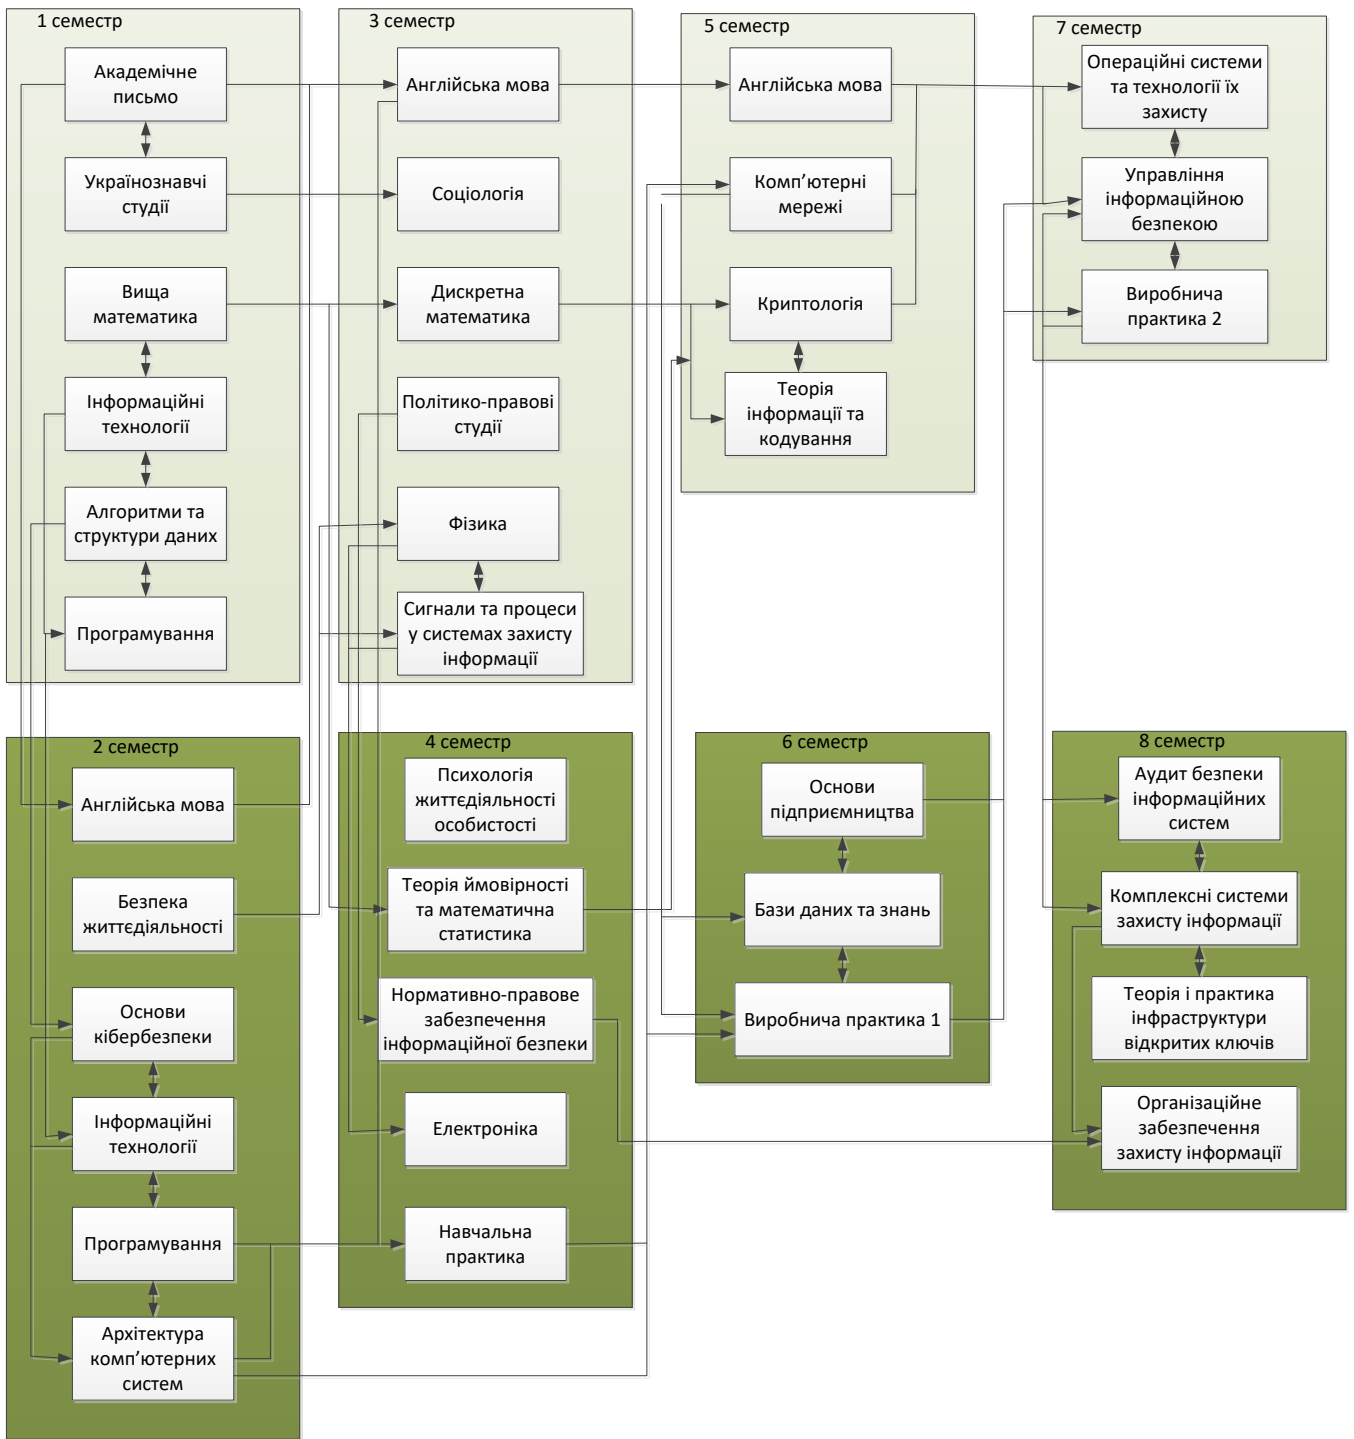 1 семестр
Академічне
письмо
Українознавчі
студії
Вища
математика
Інформаційні
технології
Алгоритми та
структури даних
Програмування
3 семестр
Англійська мова
Соціологія
Дискретна
математика
Політико-правові
студії
Фізика
Сигнали та процеси
у системах захисту
інформації
5 семестр
Англійська мова
Комп’ютерні
мережі
Криптологія
Теорія
інформації та
кодування
7 семестр
Операційні системи
та технології їх
захисту
Управління
інформаційною
безпекою
Виробнича
практика 2
2 семестр
Англійська мова
Безпека
життєдіяльності
Основи
кібербезпеки
Інформаційні
технології
Програмування
Архітектура
комп’ютерних
систем
4 семестр
Психологія
життєдіяльності
особистості
Теорія ймовірності
та математична
статистика
Нормативно-правове
забезпечення
інформаційної безпеки
Електроніка
Навчальна
практика
6 семестр
Основи
підприємництва
Бази даних та знань
Виробнича практика 1
8 семестр
Аудит безпеки
інформаційних
систем
Комплексні системи
захисту інформації
Теорія і практика
інфраструктури
відкритих ключів
Організаційне
забезпечення
захисту інформації